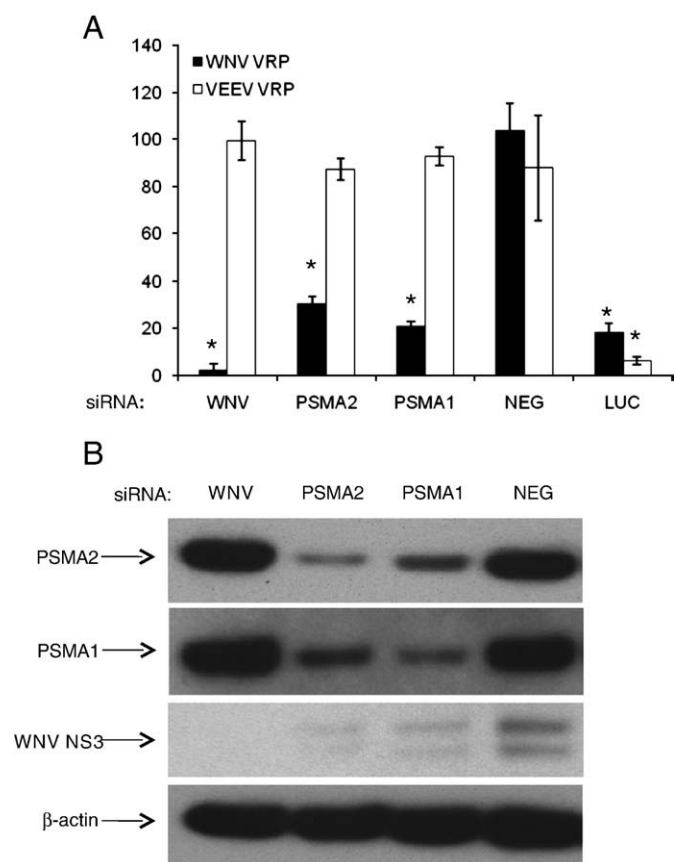 A
140
120
100
80
60
40
20
0
WNV VRP
VEEV VRP
* * * * *
siRNA: WNV PSMA2 PSMA1 NEG LUC
B
siRNA: WNV PSMA2 PSMA1 NEG
PSMA2
PSMA1
WNV NS3
β-actin